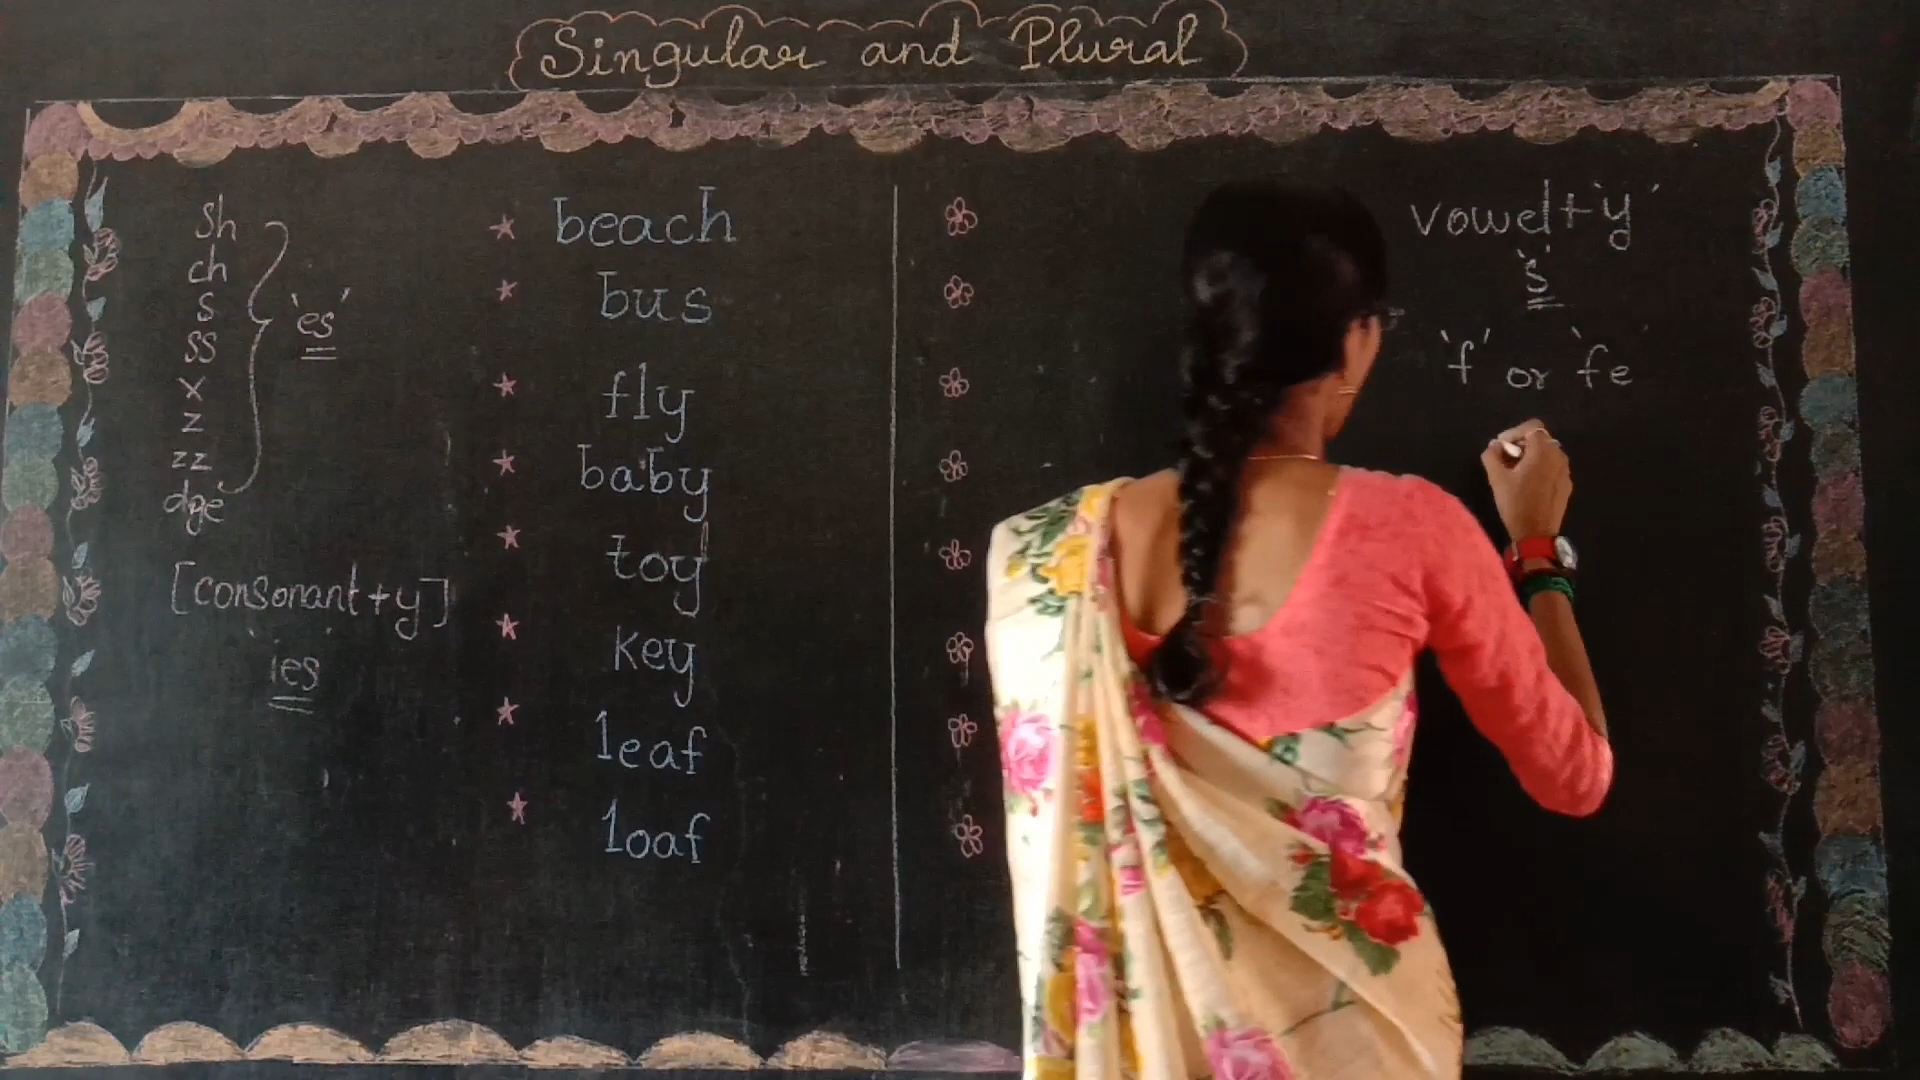 Singular and Plural
sh
ch
s
ss
x
z
zz
dge
'es'
[consonant+y]
'ies
beach
bus
fly
baby
toy
key
leaf
loaf
vowel+'y'
's'
'f' or 'fe